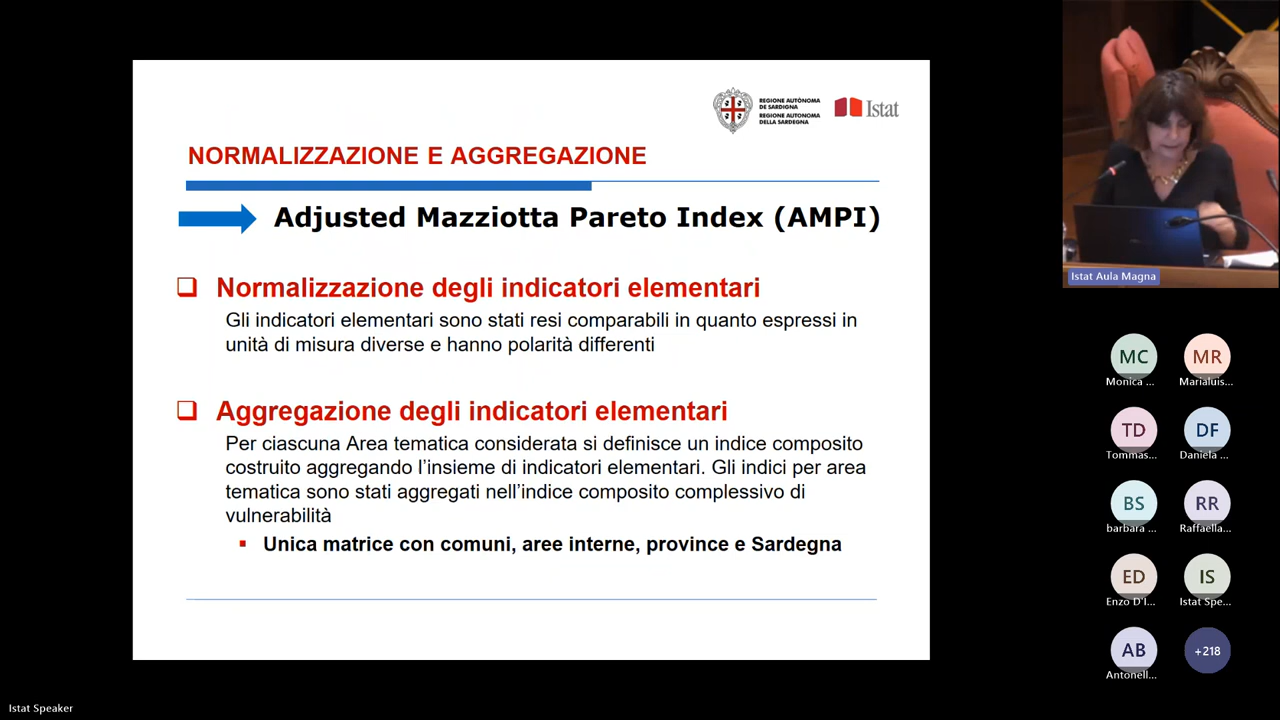 REGIONE AUTÒNOMA
DE SARDIGNA
REGIONE AUTONOMA
DELLA SARDEGNA
Istat
NORMALIZZAZIONE E AGGREGAZIONE
Adjusted Mazziotta Pareto Index (AMPI)
Normalizzazione degli indicatori elementari
Gli indicatori elementari sono stati resi comparabili in quanto espressi in
unità di misura diverse e hanno polarità differenti
Aggregazione degli indicatori elementari
Per ciascuna Area tematica considerata si definisce un indice composito
costruito aggregando l’insieme di indicatori elementari. Gli indici per area
tematica sono stati aggregati nell’indice composito complessivo di
vulnerabilità
Unica matrice con comuni, aree interne, province e Sardegna
Istat Aula Magna
MC MR
Monica ... Marialuis...
TD DF
Tommas... Daniela ...
BS RR
barbara ... Raffaella...
ED IS
Enzo D'I... Istat Spe...
AB +218
Antonell...
Istat Speaker